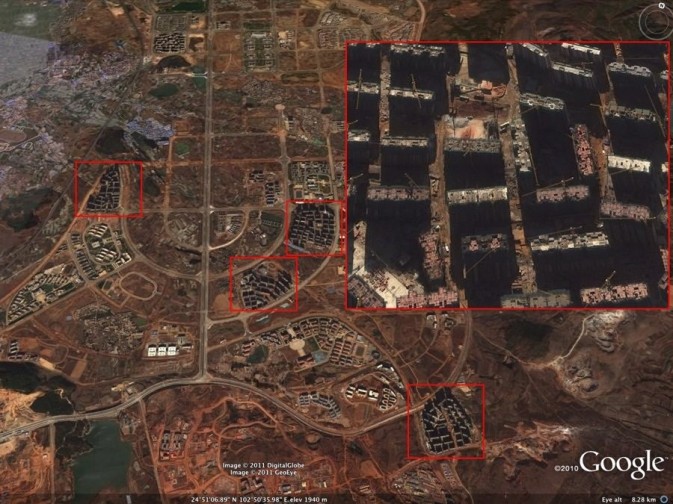 Image © 2011 DigitalGlobe
Image © 2011 GeoEye
©2010 Google
24°51'06.89" N 102°50'35.98" E elev 1940 m
Eye alt 8.28 km